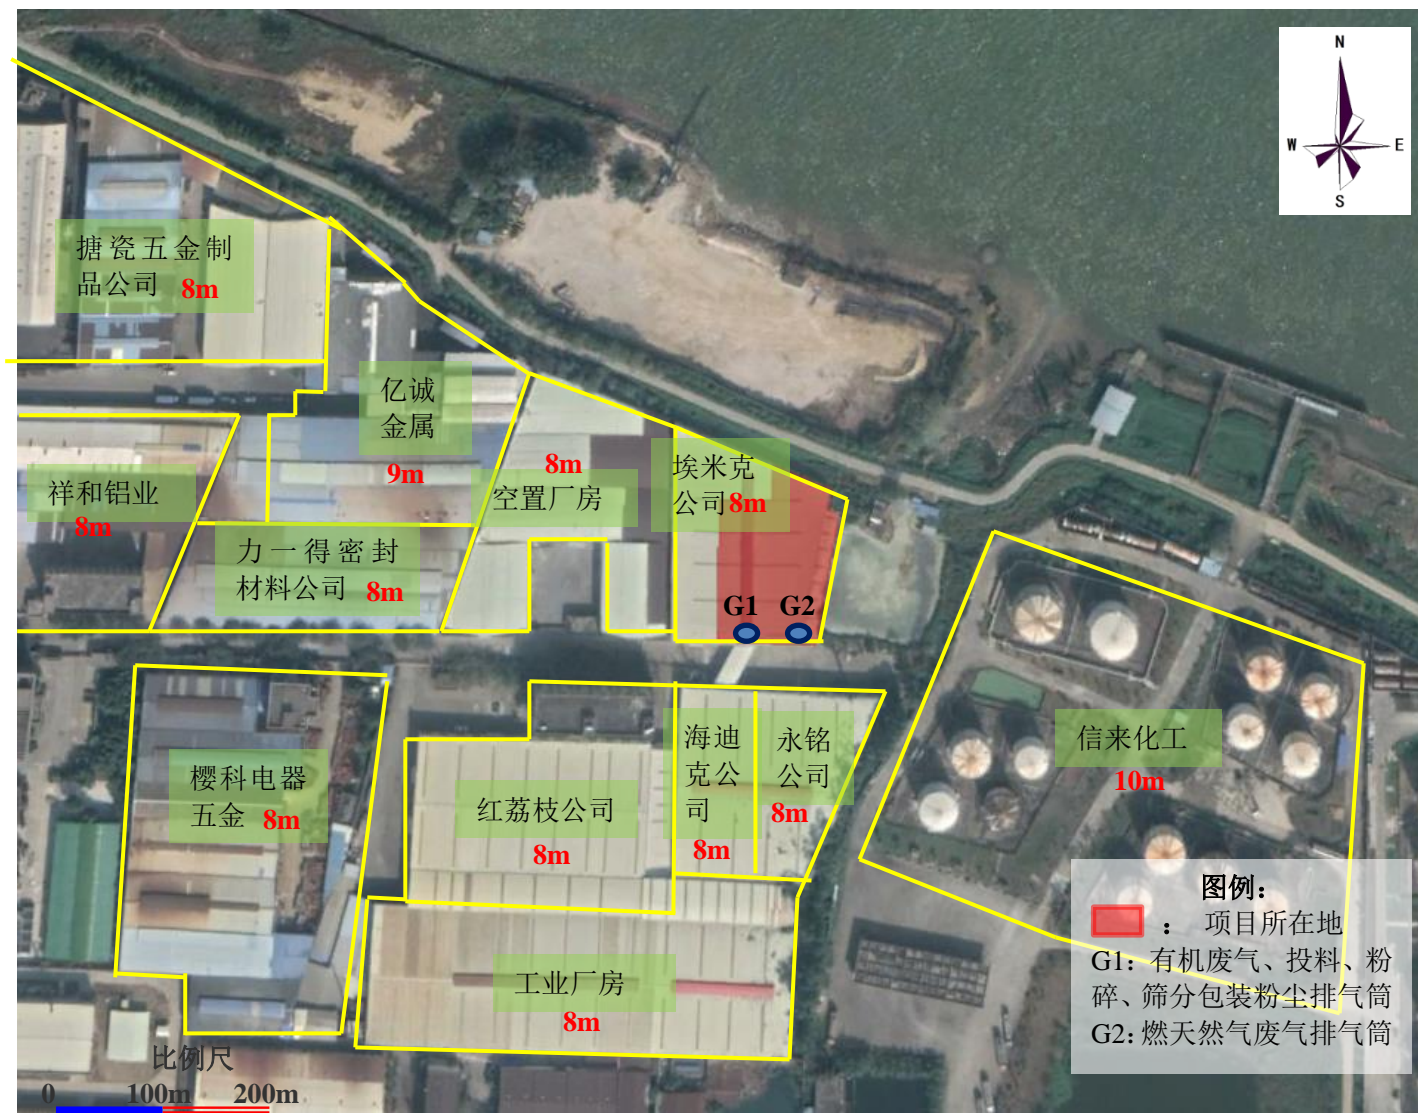 N
W
E
S
搪瓷五金制
品公司 8m
亿诚
金属
9m
8m
空置厂房
埃米克
公司8m
祥和铝业
8m
力一得密封
材料公司 8m
G1 G2
樱科电器
五金 8m
红荔枝公司
8m
海迪
克公
司
8m
永铭
公司
8m
信来化工
10m
工业厂房
8m
图例：
： 项目所在地
G1：有机废气、投料、粉
碎、筛分包装粉尘排气筒
G2：燃天然气废气排气筒
比例尺
0 100m 200m